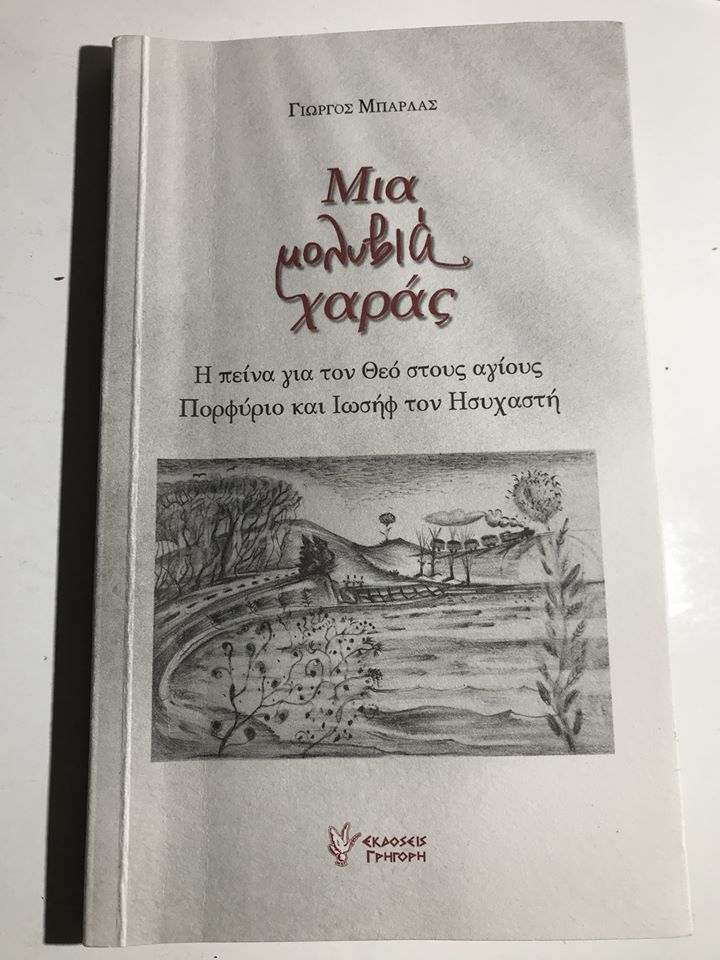 ΓΙΩΡΓΟΣ ΜΠΑΡΛΑΣ
Μια
μολυβιά
χαράς
Η πείνα για τον Θεό στους αγίους
Πορφύριο και Ιωσήφ τον Ησυχαστή
ΕΚΔΟΣΕΙΣ
ΓΡΗΓΟΡΗ